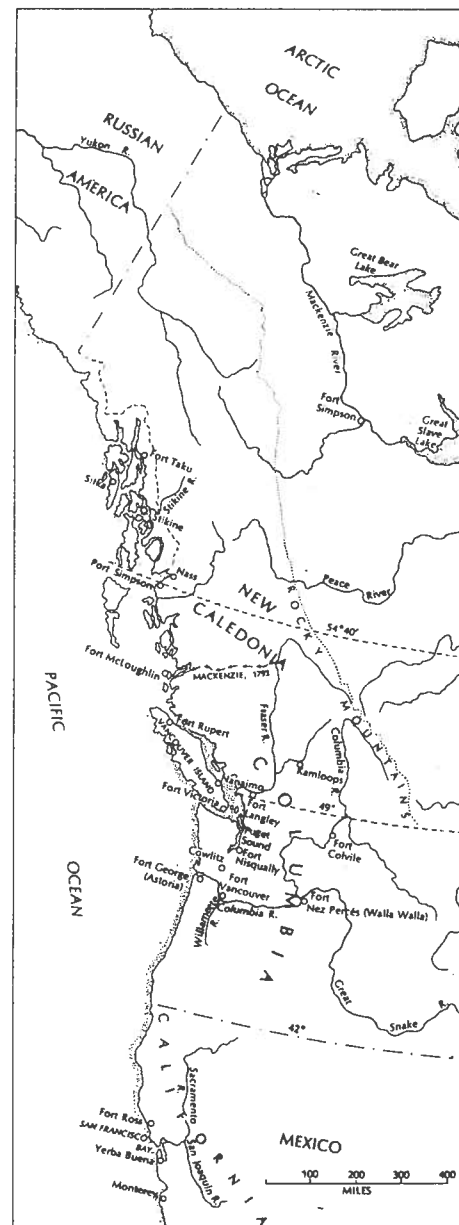 ARCTIC
OCEAN
RUSSIAN
Yukon R.
AMERICA
Great Bear
Lake
Mackenzie
River
Fort
Simpson
Great
Slave
Lake
Fort Taku
Sitka
Stikine R.
Stikine
Nass
Port Simpson
Peace
River
NEW
CALEDONIA
54°40'
ROCKY
MOUNTAINS
Fort McLoughlin
MACKENZIE, 1793
PACIFIC
OCEAN
Fort Rupert
VANCOUVER ISLAND
Fraser R.
Columbia
R.
Kamloops
Nanaimo
Fort
Langley
Fort Victoria
49°
Puget
Sound
Fort
Nisqually
Cowlitz
Fort
Colvile
Fort George
(Astoria)
Fort
Vancouver
Columbia R.
Willamette
R.
Fort
Nez Percés (Walla Walla)
COLUMBIA
Great
Snake
R.
42°
CALIFORNIA
Sacramento
R.
Fort Ross
SAN FRANCISCO
BAY
Yerba Buena
San Joaquin R.
Monterey
MEXICO
100 200 300 400
MILES